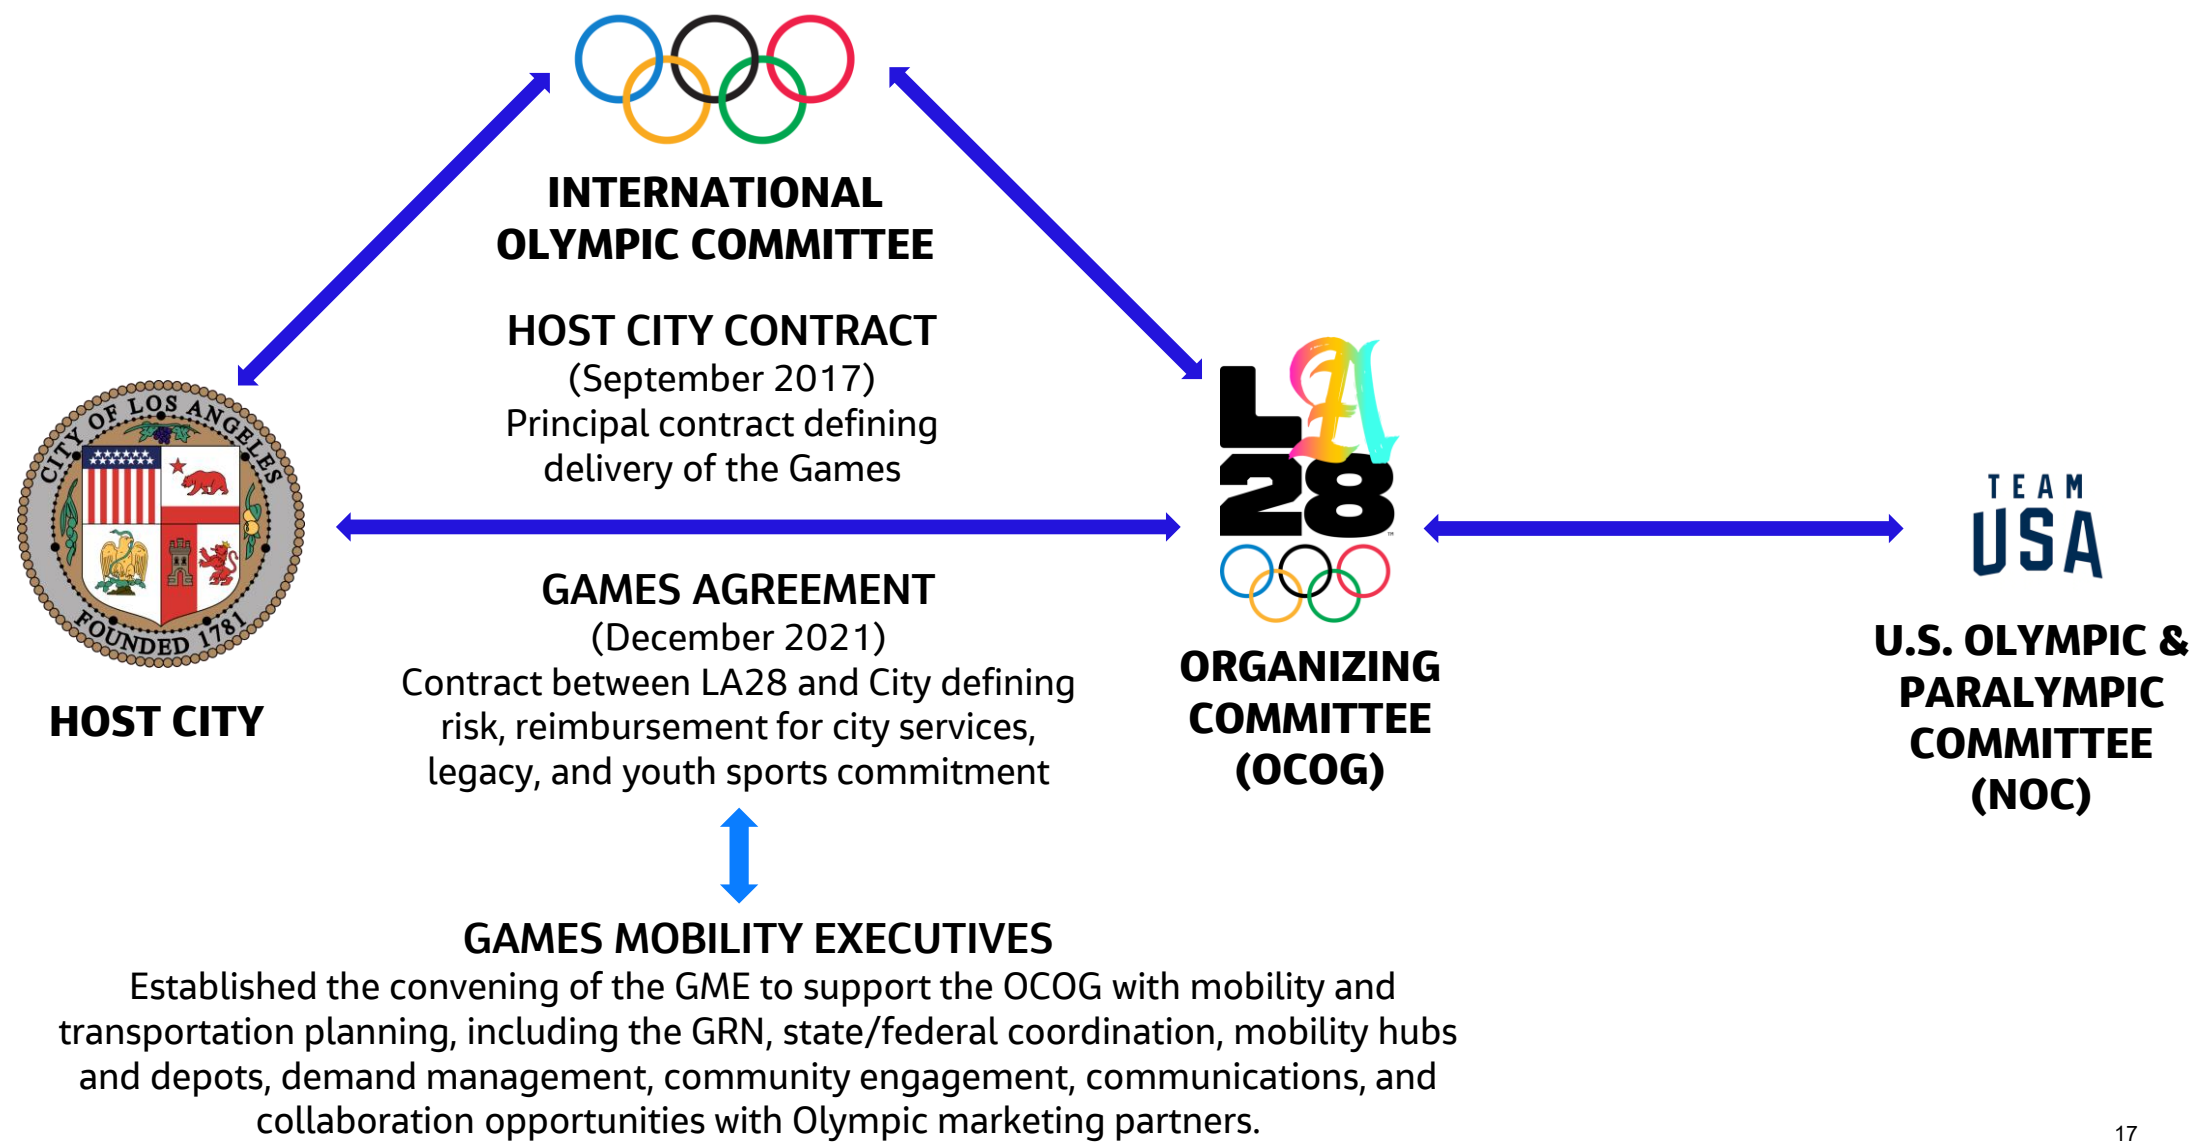 INTERNATIONAL
OLYMPIC COMMITTEE
HOST CITY CONTRACT
(September 2017)
Principal contract defining
delivery of the Games
CITY OF LOS ANGELES
FOUNDED 1781
HOST CITY
GAMES AGREEMENT
(December 2021)
Contract between LA28 and City defining
risk, reimbursement for city services,
legacy, and youth sports commitment
LA
28
ORGANIZING
COMMITTEE
(OCOG)
TEAM
USA
U.S. OLYMPIC &
PARALYMPIC
COMMITTEE
(NOC)
GAMES MOBILITY EXECUTIVES
Established the convening of the GME to support the OCOG with mobility and
transportation planning, including the GRN, state/federal coordination, mobility hubs
and depots, demand management, community engagement, communications, and
collaboration opportunities with Olympic marketing partners.
17